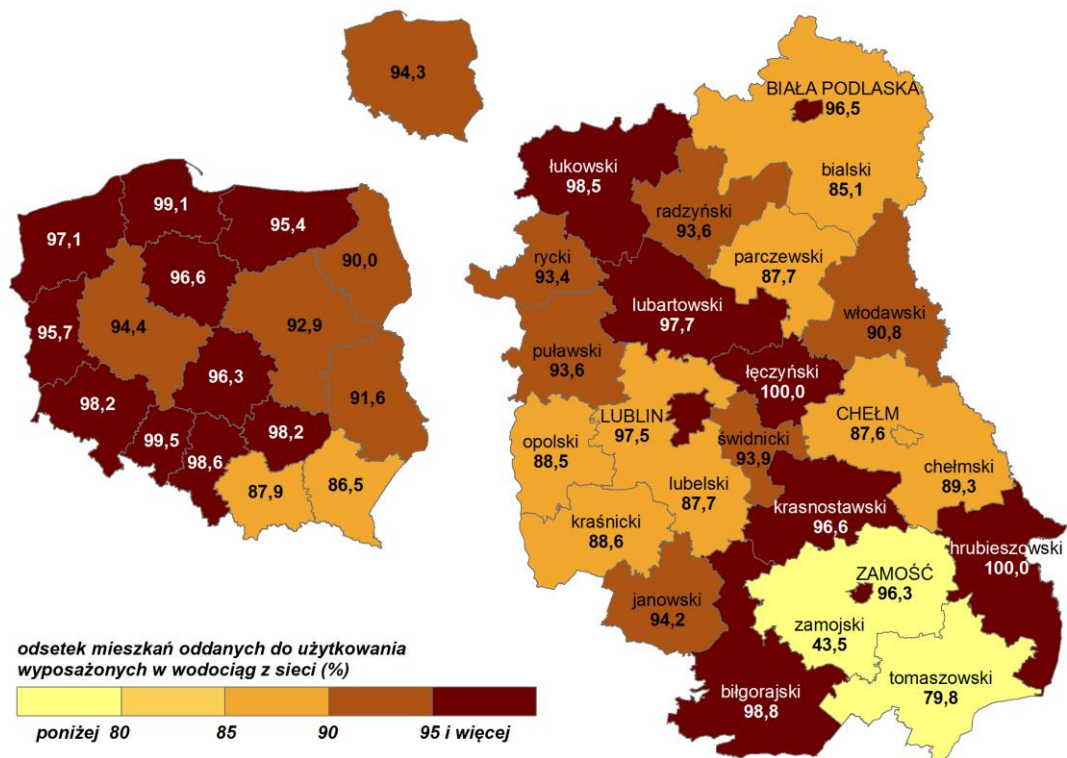 94,3
99,1
97,1
95,4
96,6
90,0
95,7
94,4
92,9
96,3
91,6
98,2
99,5
98,6
98,2
87,9
86,5
BIAŁA PODLASKA
96,5
łukowski
98,5
bialski
85,1
radzyński
93,6
rycki
93,4
parczewski
87,7
lubartowski
97,7
włodawski
90,8
puławski
93,6
łęczyński
100,0
LUBLIN
97,5
CHEŁM
87,6
opolski
88,5
świdnicki
93,9
lubelski
87,7
chełmski
89,3
kraśnicki
88,6
krasnostawski
96,6
hrubieszowski
100,0
ZAMOŚĆ
96,3
janowski
94,2
zamojski
43,5
tomaszowski
79,8
biłgorajski
98,8
odsetek mieszkań oddanych do użytkowania
wyposażonych w wodociąg z sieci (%)
poniżej 80 85 90 95 i więcej